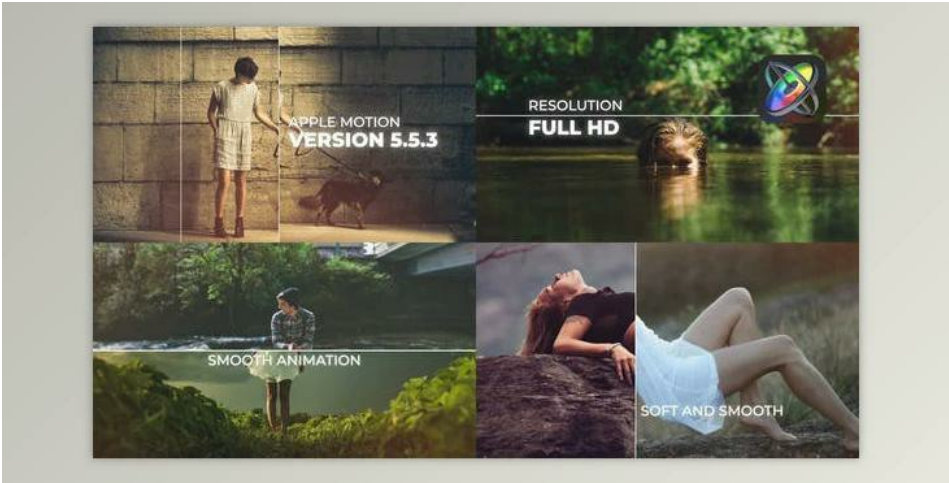 APPLE MOTION
VERSION 5.5.3
RESOLUTION
FULL HD
SMOOTH ANIMATION
SOFT AND SMOOTH